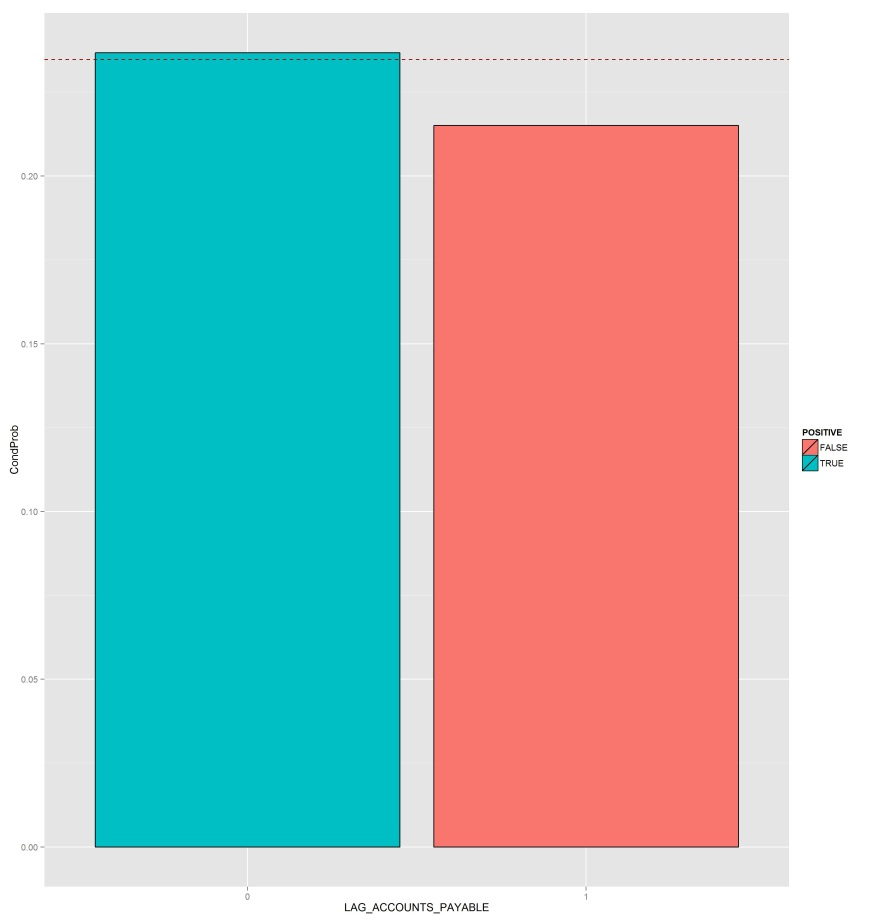 0.20
0.15
0.10
0.05
0.00
CondProb
0 1
LAG_ACCOUNTS_PAYABLE
POSITIVE
FALSE
TRUE